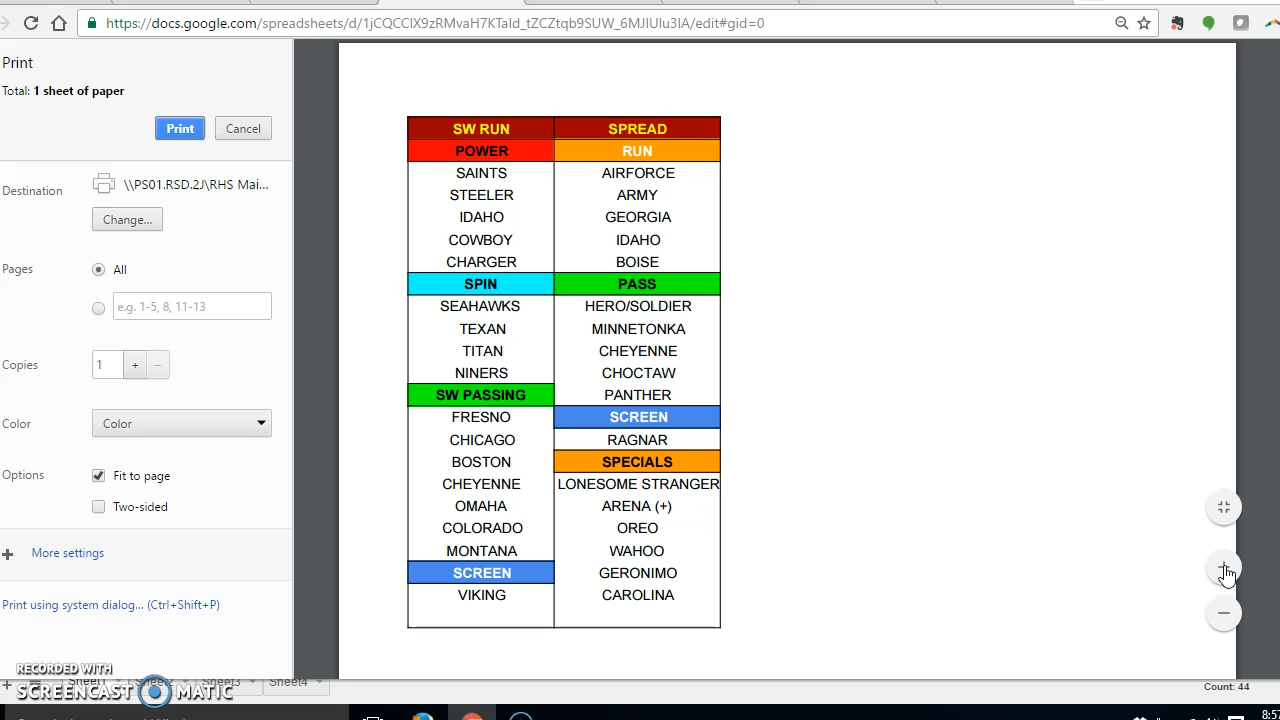 https://docs.google.com/spreadsheets/d/1jCQCCIX9zRMvaH7KTald_tZCZtqb9SUW_6MJIUlu3IA/edit#gid=0
Print
Total: 1 sheet of paper
Print Cancel
Destination \\PS01.RSD.2J\RHS Mai...
Change...
Pages All
e.g. 1-5, 8, 11-13
Copies 1 + −
Color Color
Options Fit to page
Two-sided
+ More settings
Print using system dialog... (Ctrl+Shift+P)
SW RUN SPREAD
POWER RUN
SAINTS AIRFORCE
STEELER ARMY
IDAHO GEORGIA
COWBOY IDAHO
CHARGER BOISE
SPIN PASS
SEAHAWKS HERO/SOLDIER
TEXAN MINNETONKA
TITAN CHEYENNE
NINERS CHOCTAW
SW PASSING PANTHER
FRESNO SCREEN
CHICAGO RAGNAR
BOSTON SPECIALS
CHEYENNE LONESOME STRANGER
OMAHA ARENA (+)
COLORADO OREO
MONTANA WAHOO
SCREEN GERONIMO
VIKING CAROLINA
RECORDED WITH
SCREENCAST MATIC
Sheet1 Sheet2 Sheet3 Sheet4
Count: 44